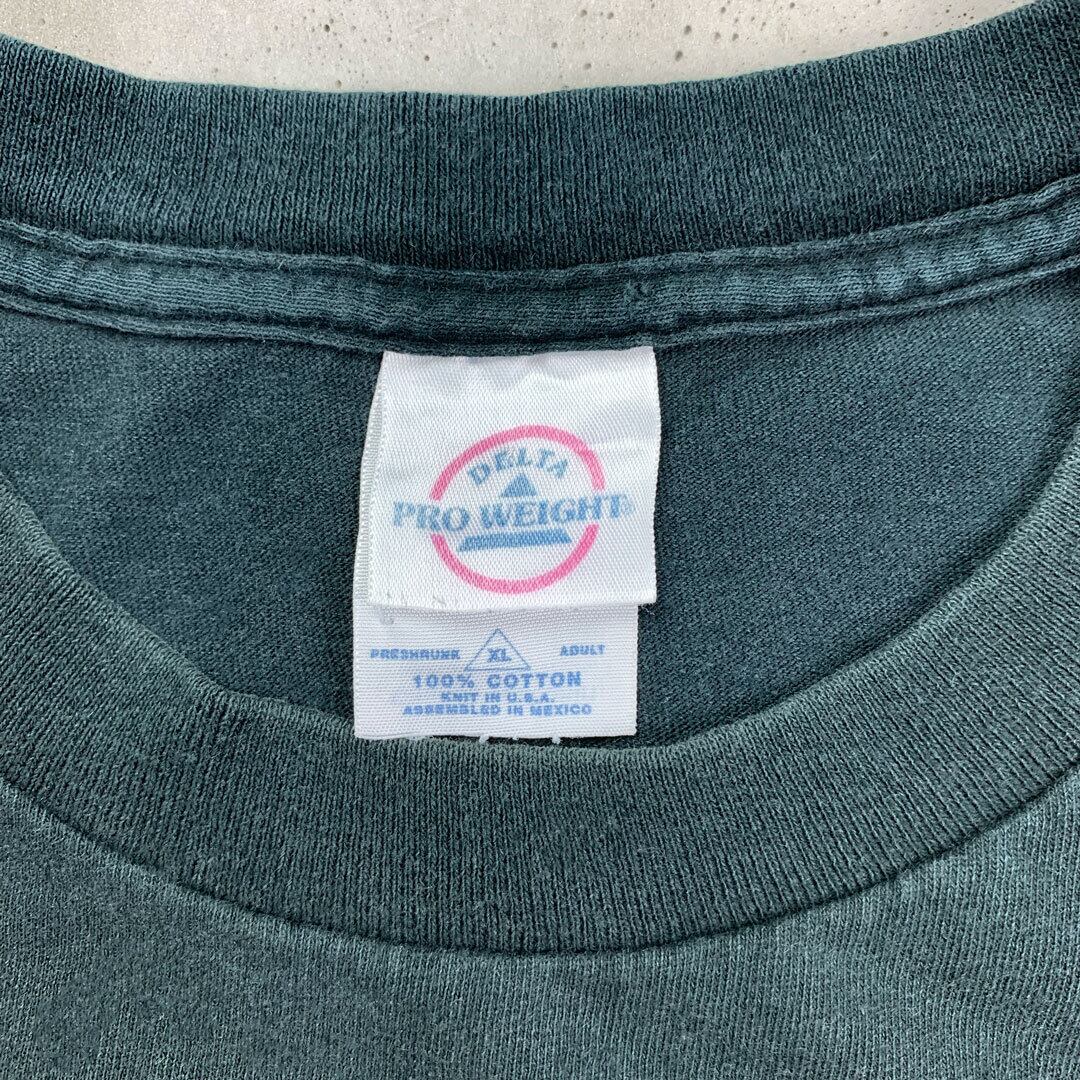 DELTA
PRO WEIGHT®
PRESHRUNK XL ADULT
100% COTTON
KNIT IN U.S.A.
ASSEMBLED IN MEXICO